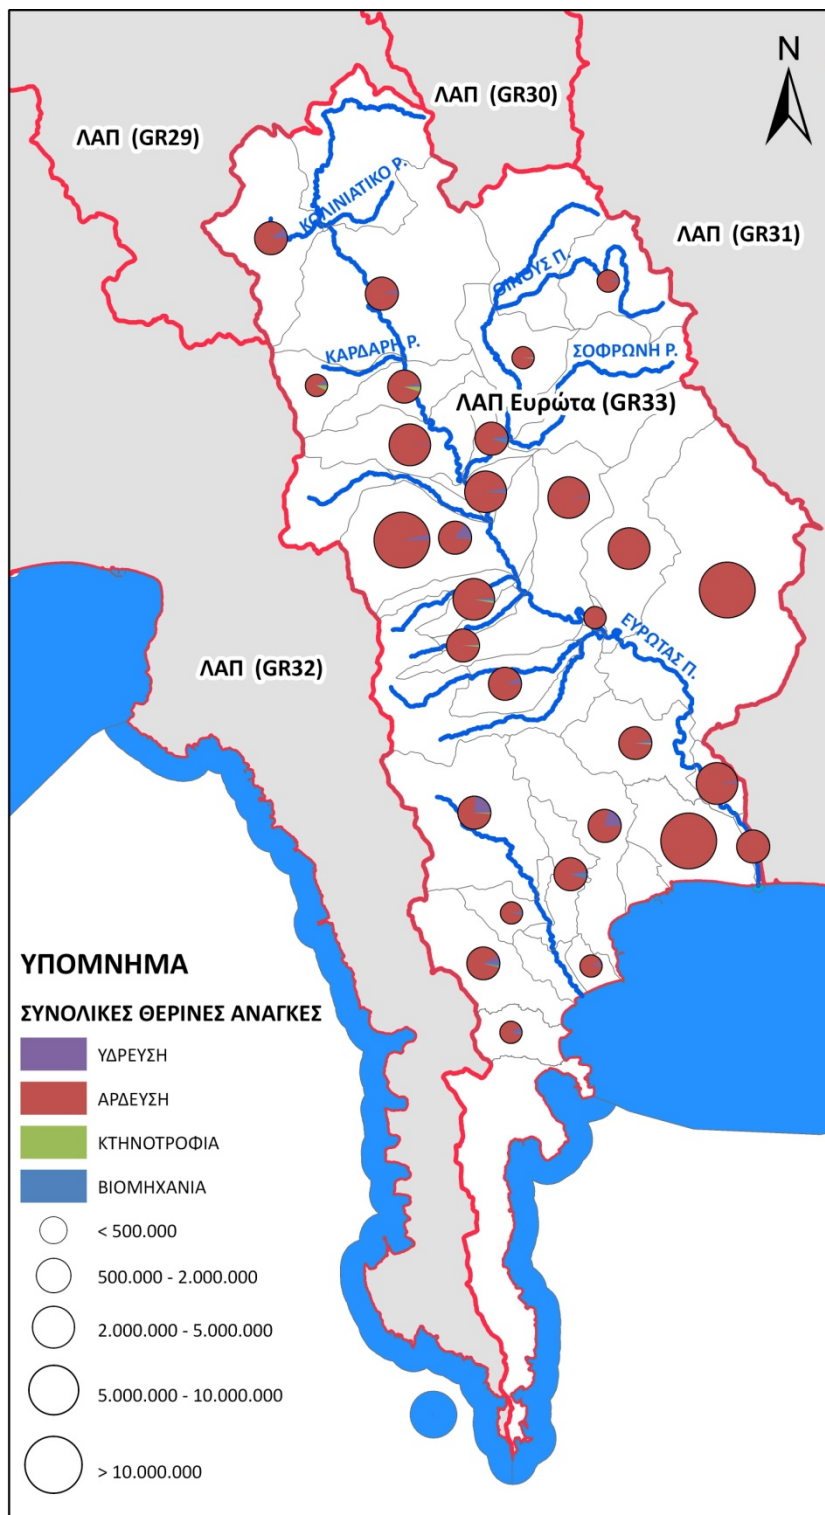 N
ΛΑΠ (GR30)
ΛΑΠ (GR29)
ΚΟΛΙΝΙΑΤΙΚΟ Ρ.
ΛΑΠ (GR31)
ΟΙΝΟΥΣ Π.
ΚΑΡΔΑΡΗ Ρ.
ΣΟΦΡΩΝΗ Ρ.
ΛΑΠ Ευρώτα (GR33)
ΕΥΡΩΤΑΣ Π.
ΛΑΠ (GR32)
ΥΠΟΜΝΗΜΑ
ΣΥΝΟΛΙΚΕΣ ΘΕΡΙΝΕΣ ΑΝΑΓΚΕΣ
ΥΔΡΕΥΣΗ
ΑΡΔΕΥΣΗ
ΚΤΗΝΟΤΡΟΦΙΑ
ΒΙΟΜΗΧΑΝΙΑ
< 500.000
500.000 - 2.000.000
2.000.000 - 5.000.000
5.000.000 - 10.000.000
> 10.000.000